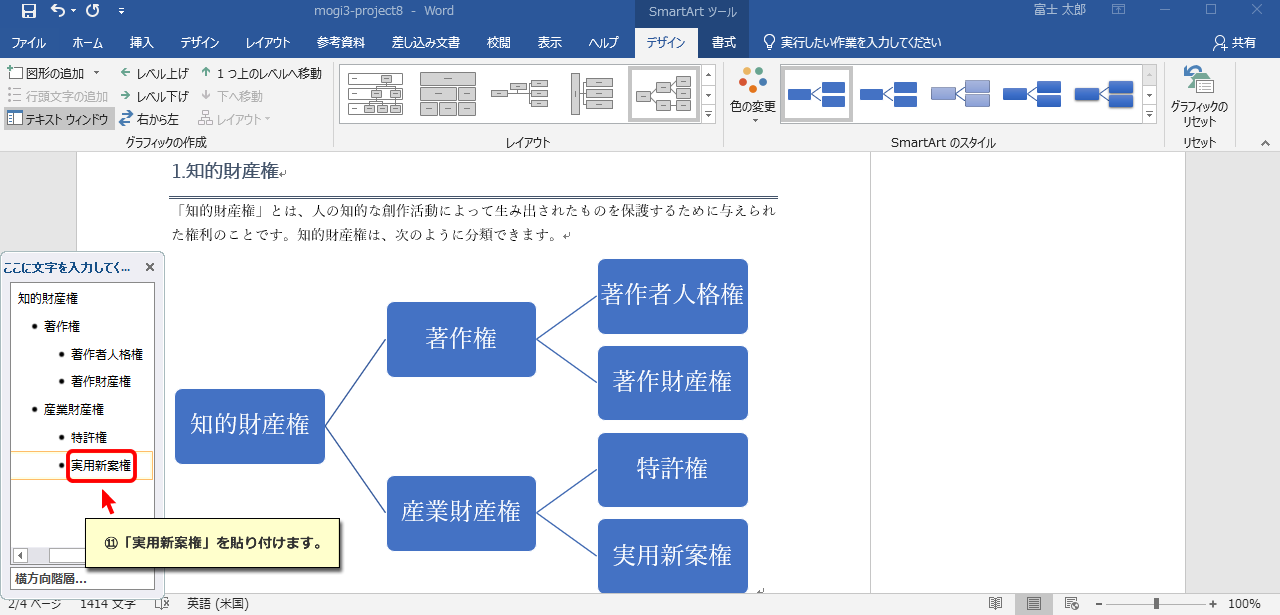 mogi3-project8 - Word
SmartArt ツール
富士 太郎
ファイル ホーム 挿入 デザイン レイアウト 参考資料 差し込み文書 校閲 表示 ヘルプ デザイン 書式 実行したい作業を入力してください 共有
図形の追加 レベル上げ 1 つ上のレベルへ移動
行頭文字の追加 レベル下げ 下へ移動
テキスト ウィンドウ 右から左 レイアウト
グラフィックの作成
レイアウト
色の変更
SmartArt のスタイル
グラフィックの
リセット
リセット
1.知的財産権
「知的財産権」とは、人の知的な創作活動によって生み出されたものを保護するために与えられ
た権利のことです。知的財産権は、次のように分類できます。
ここに文字を入力してく...
知的財産権
著作権
著作者人格権
著作財産権
産業財産権
特許権
実用新案権
横方向階層...
⑪「実用新案権」を貼り付けます。
知的財産権
著作権
著作者人格権
著作財産権
産業財産権
特許権
実用新案権
2/4 ページ 1414 文字 英語 (米国)
100%